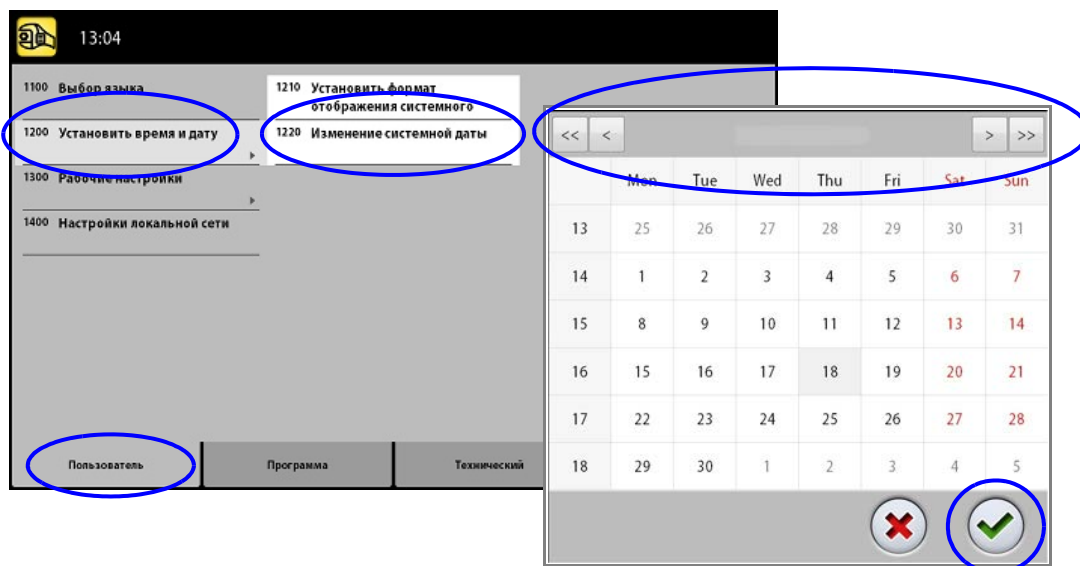 13:04
1100 Выбор языка
1200 Установить время и дату
1300 Рабочие настройки
1400 Настройки локальной сети
1210 Установить формат
отображения системного
1220 Изменение системной даты
Пользователь Программа Технический
<< < > >>
Mon Tue Wed Thu Fri Sat Sun
13 25 26 27 28 29 30 31
14 1 2 3 4 5 6 7
15 8 9 10 11 12 13 14
16 15 16 17 18 19 20 21
17 22 23 24 25 26 27 28
18 29 30 1 2 3 4 5